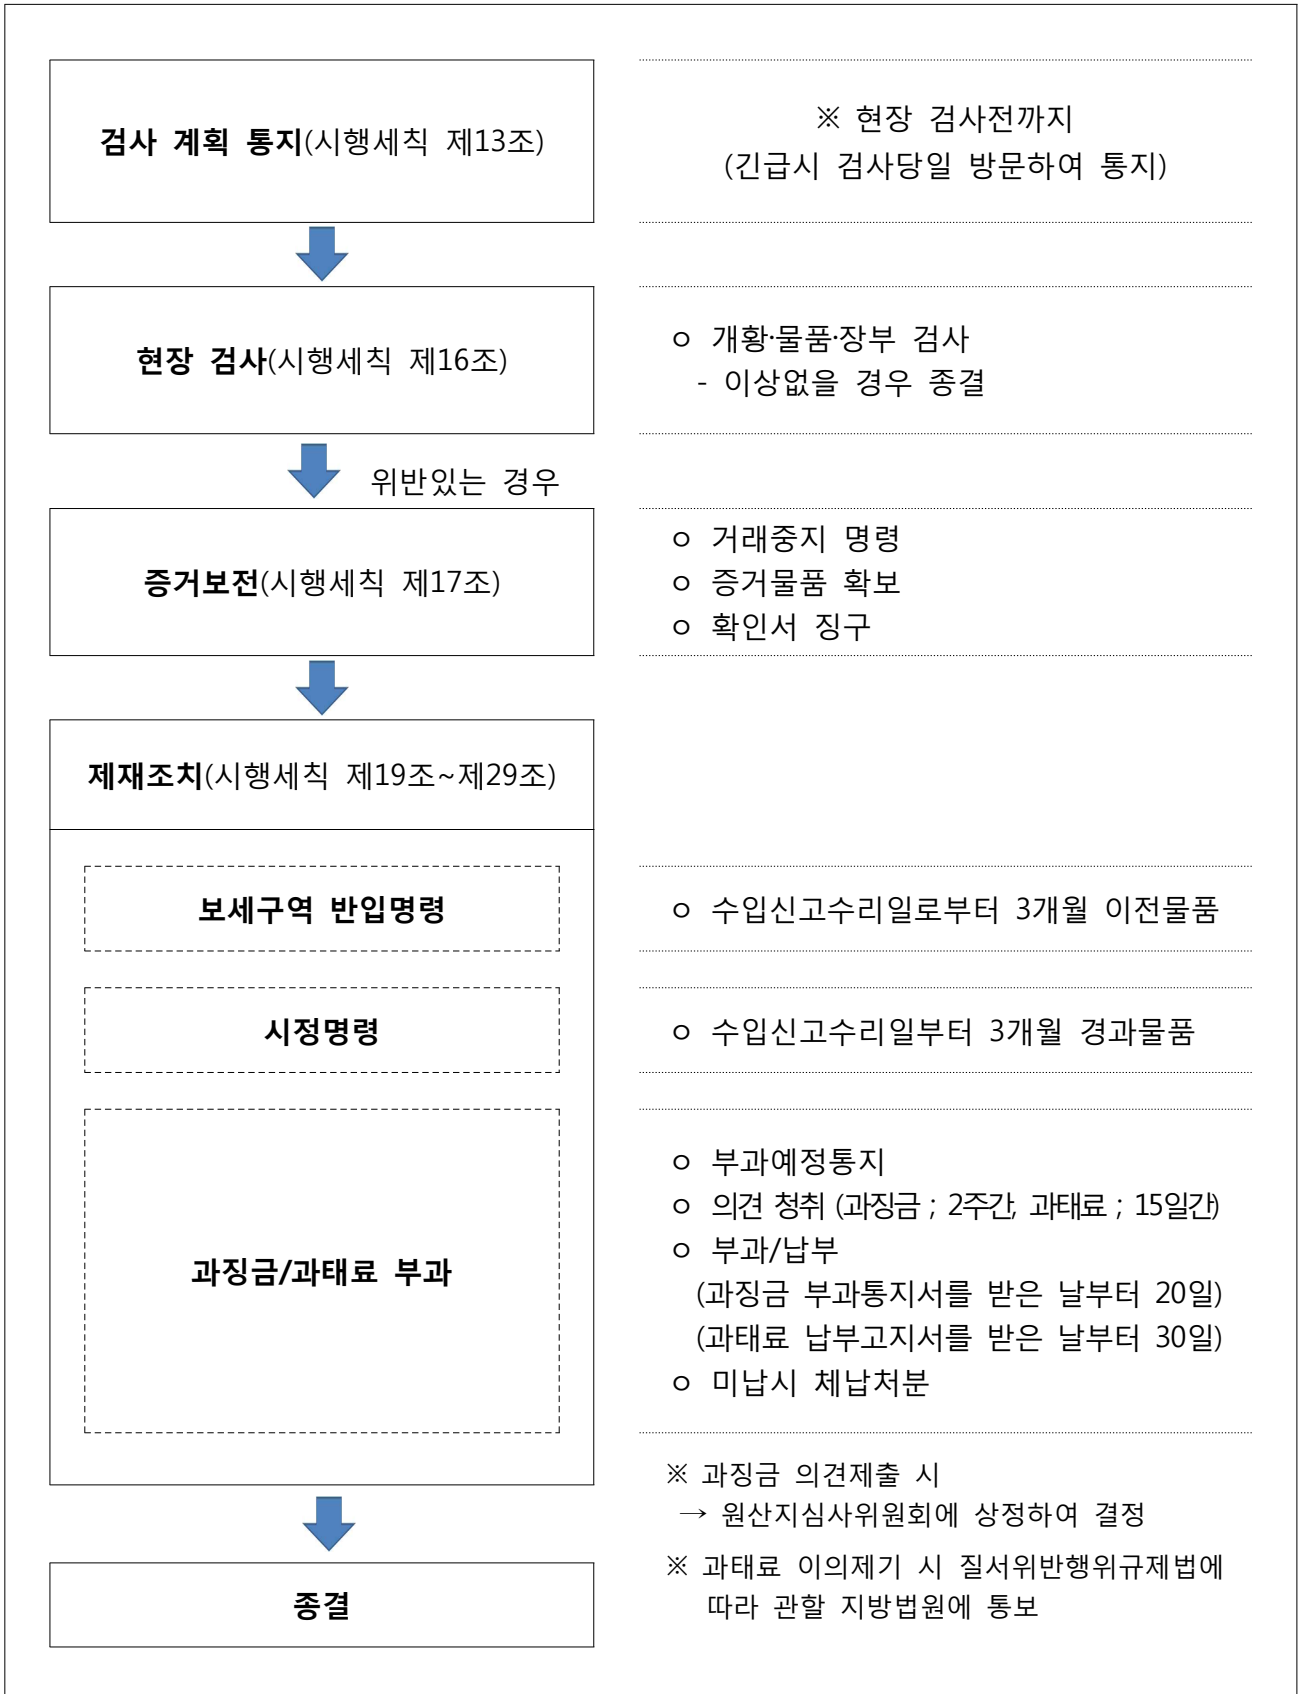 검사 계획 통지(시행세칙 제13조)
※ 현장 검사전까지
(긴급시 검사당일 방문하여 통지)
현장 검사(시행세칙 제16조)
ㅇ 개황·물품·장부 검사
- 이상없을 경우 종결
위반있는 경우
증거보전(시행세칙 제17조)
ㅇ 거래중지 명령
ㅇ 증거물품 확보
ㅇ 확인서 징구
제재조치(시행세칙 제19조~제29조)
보세구역 반입명령
ㅇ 수입신고수리일로부터 3개월 이전물품
시정명령
ㅇ 수입신고수리일부터 3개월 경과물품
과징금/과태료 부과
ㅇ 부과예정통지
ㅇ 의견 청취 (과징금 ; 2주간, 과태료 ; 15일간)
ㅇ 부과/납부
(과징금 부과통지서를 받은 날부터 20일)
(과태료 납부고지서를 받은 날부터 30일)
ㅇ 미납시 체납처분
※ 과징금 의견제출 시
→ 원산지심사위원회에 상정하여 결정
※ 과태료 이의제기 시 질서위반행위규제법에
따라 관할 지방법원에 통보
종결